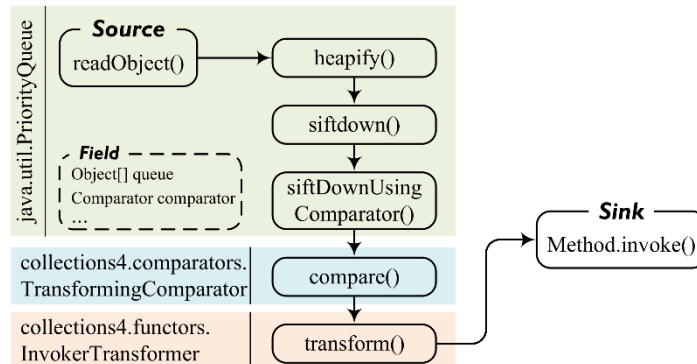 java.util.PriorityQueue
Source
readObject()
heapify()
siftdown()
Field
Object[] queue
Comparator comparator
...
siftDownUsing
Comparator()
Sink
Method.invoke()
collections4.comparators.
TransformingComparator
compare()
collections4.functors.
InvokerTransformer
transform()